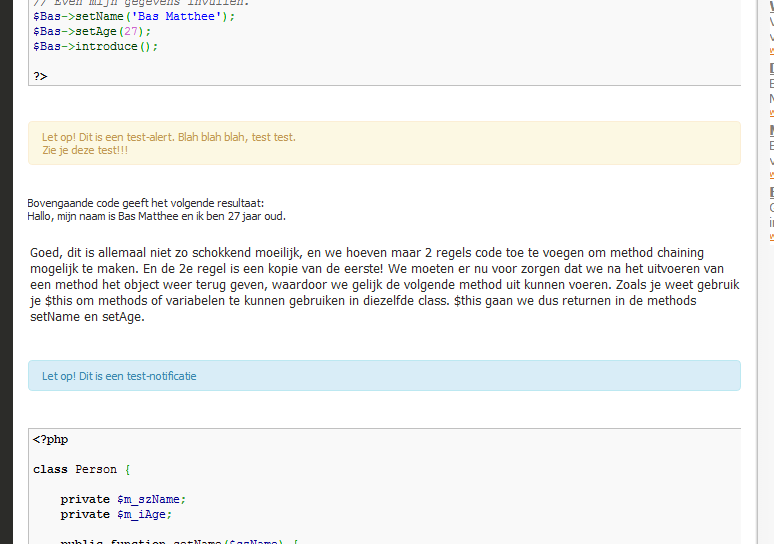 // Even mijn gegevens invullen.
$Bas->setName('Bas Matthee');
$Bas->setAge(27);
$Bas->introduce();
?>
Let op! Dit is een test-alert. Blah blah blah, test test.
Zie je deze test!!!
Bovengaande code geeft het volgende resultaat:
Hallo, mijn naam is Bas Matthee en ik ben 27 jaar oud.
Goed, dit is allemaal niet zo schokkend moeilijk, en we hoeven maar 2 regels code toe te voegen om method chaining
mogelijk te maken. En de 2e regel is een kopie van de eerste! We moeten er nu voor zorgen dat we na het uitvoeren van
een method het object weer terug geven, waardoor we gelijk de volgende method uit kunnen voeren. Zoals je weet gebruik
je $this om methods of variabelen te kunnen gebruiken in diezelfde class. $this gaan we dus returnen in de methods
setName en setAge.
Let op! Dit is een test-notificatie
<?php
class Person {
private $m_szName;
private $m_iAge;
public function setName($szName) {